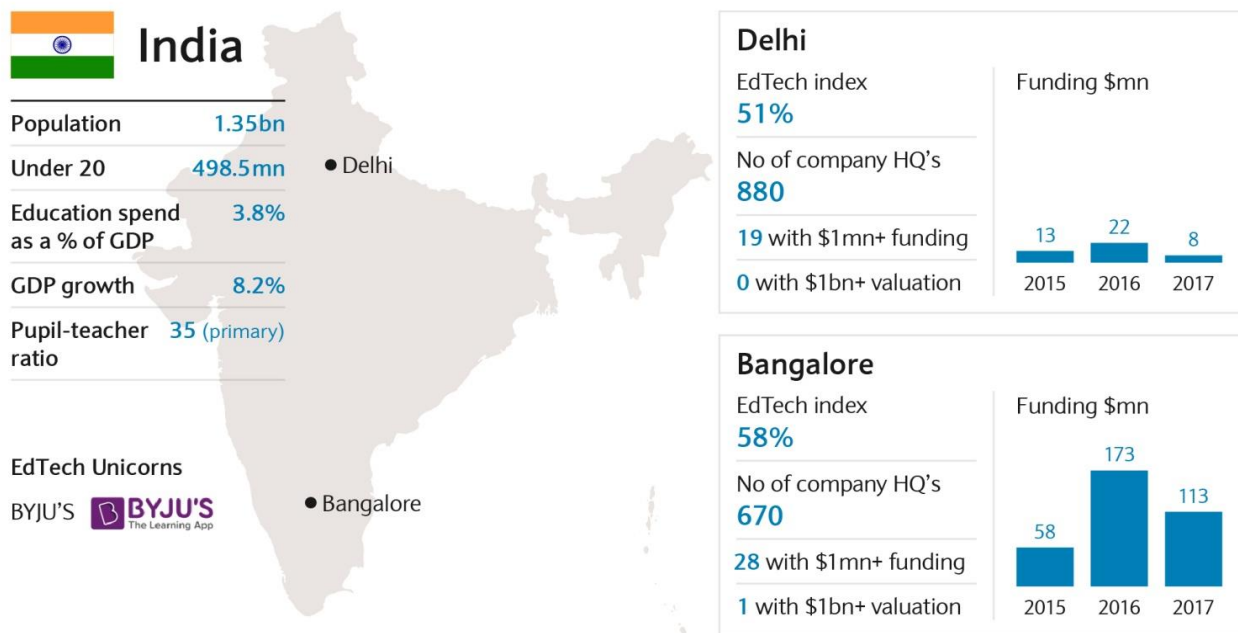 India
Population 1.35bn
Under 20 498.5mn
Education spend 3.8%
as a % of GDP
GDP growth 8.2%
Pupil-teacher 35 (primary)
ratio
EdTech Unicorns
BYJU'S BYJU'S
The Learning App
Delhi
Bangalore
Delhi
EdTech index
51%
No of company HQ's
880
19 with $1mn+ funding
0 with $1bn+ valuation
Funding $mn
13 22 8
2015 2016 2017
Bangalore
EdTech index
58%
No of company HQ's
670
28 with $1mn+ funding
1 with $1bn+ valuation
Funding $mn
58 173 113
2015 2016 2017